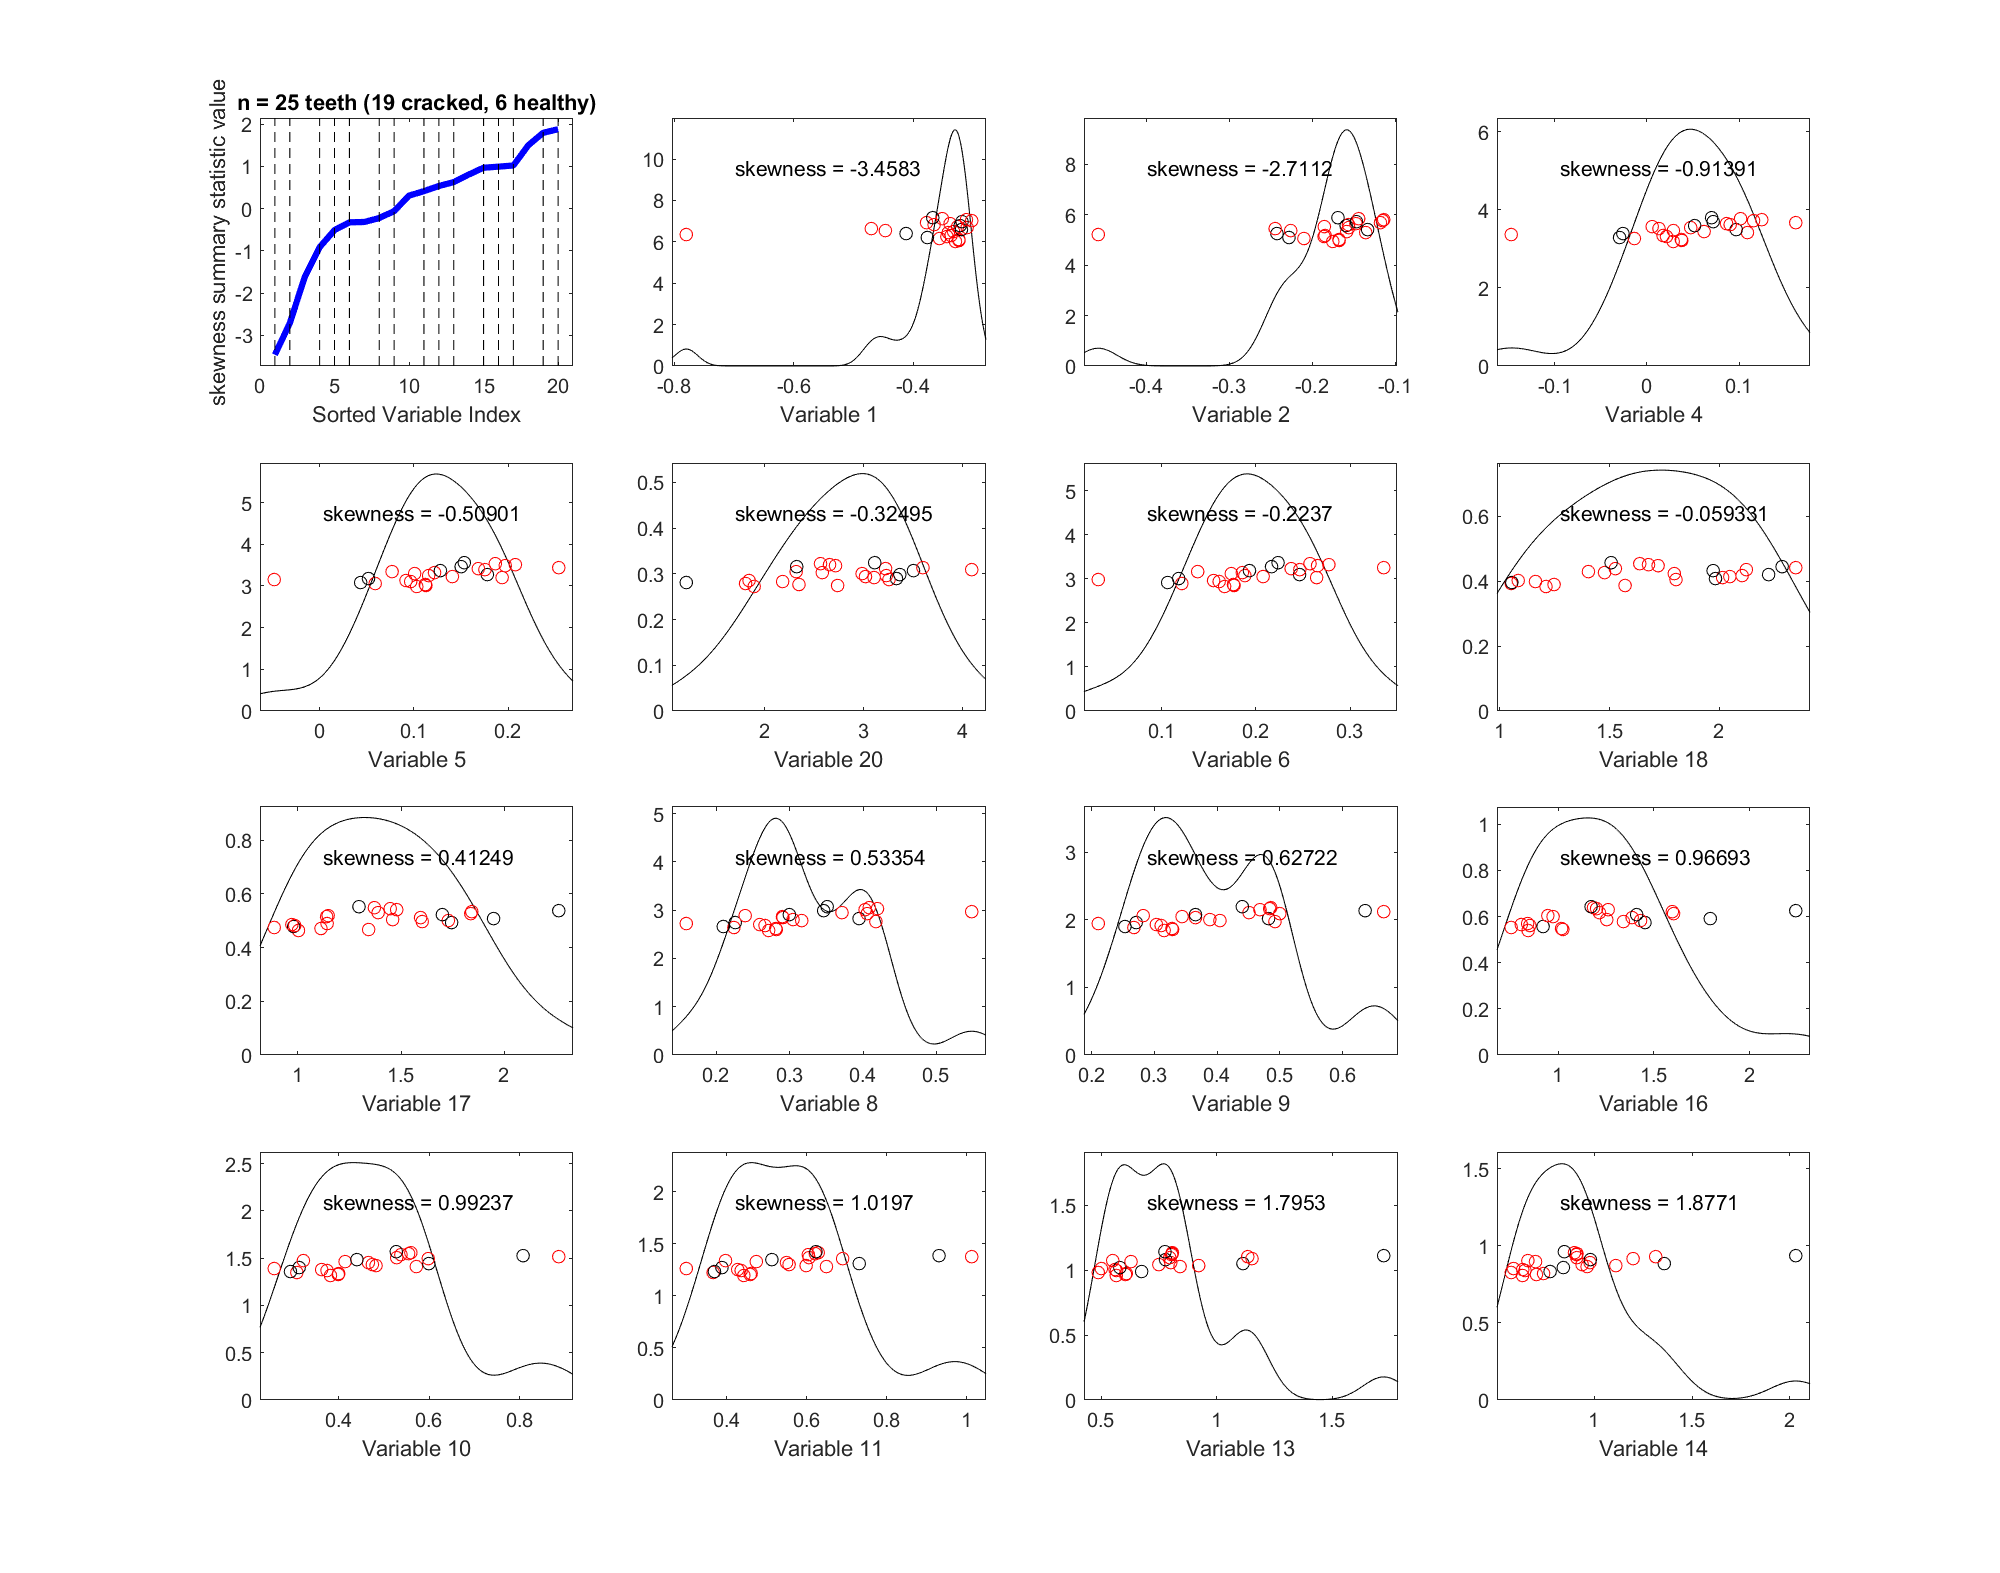 n = 25 teeth (19 cracked, 6 healthy)
skewness summary statistic value
2
1
0
-1
-2
-3
0 5 10 15 20
Sorted Variable Index
skewness = -3.4583
10
8
6
4
2
0
-0.8 -0.6 -0.4
Variable 1
skewness = -2.7112
8
6
4
2
0
-0.4 -0.3 -0.2 -0.1
Variable 2
skewness = -0.91391
6
4
2
0
-0.1 0 0.1
Variable 4
skewness = -0.50901
5
4
3
2
1
0
0 0.1 0.2
Variable 5
skewness = -0.32495
0.5
0.4
0.3
0.2
0.1
0
2 3 4
Variable 20
skewness = -0.2237
5
4
3
2
1
0
0.1 0.2 0.3
Variable 6
skewness = -0.059331
0.6
0.4
0.2
0
1 1.5 2
Variable 18
skewness = 0.41249
0.8
0.6
0.4
0.2
0
1 1.5 2
Variable 17
skewness = 0.53354
5
4
3
2
1
0
0.2 0.3 0.4 0.5
Variable 8
skewness = 0.62722
3
2
1
0
0.2 0.3 0.4 0.5 0.6
Variable 9
skewness = 0.96693
1
0.8
0.6
0.4
0.2
0
1 1.5 2
Variable 16
skewness = 0.99237
2.5
2
1.5
1
0.5
0
0.4 0.6 0.8
Variable 10
skewness = 1.0197
2
1.5
1
0.5
0
0.4 0.6 0.8 1
Variable 11
skewness = 1.7953
1.5
1
0.5
0
0.5 1 1.5
Variable 13
skewness = 1.8771
1.5
1
0.5
0
1 1.5 2
Variable 14